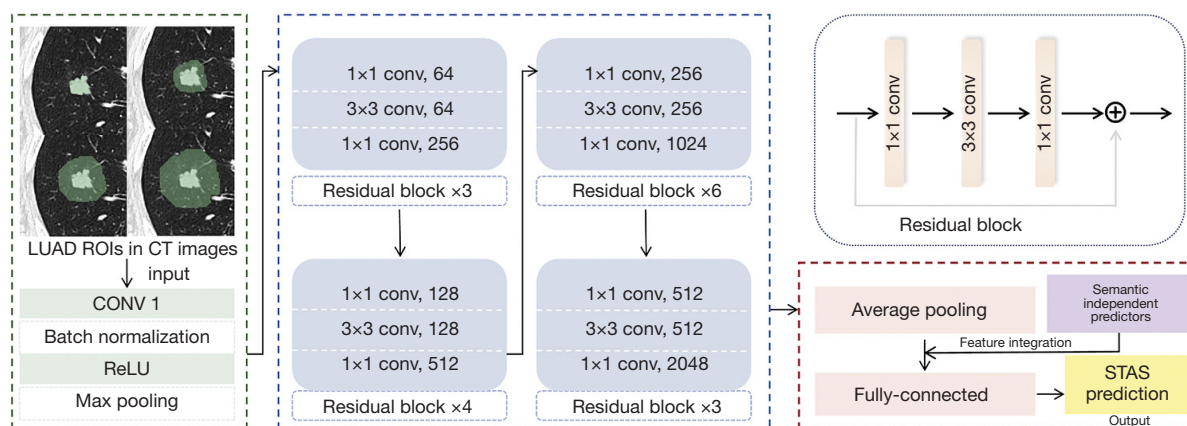 LUAD ROIs in CT images
input
CONV 1
Batch normalization
ReLU
Max pooling
1×1 conv, 64
3×3 conv, 64
1×1 conv, 256
Residual block ×3
1×1 conv, 128
3×3 conv, 128
1×1 conv, 512
Residual block ×4
1×1 conv, 256
3×3 conv, 256
1×1 conv, 1024
Residual block ×6
1×1 conv, 512
3×3 conv, 512
1×1 conv, 2048
Residual block ×3
1×1 conv
3×3 conv
1×1 conv
Residual block
Average pooling
Semantic
independent
predictors
Feature integration
Fully-connected
STAS
prediction
Output